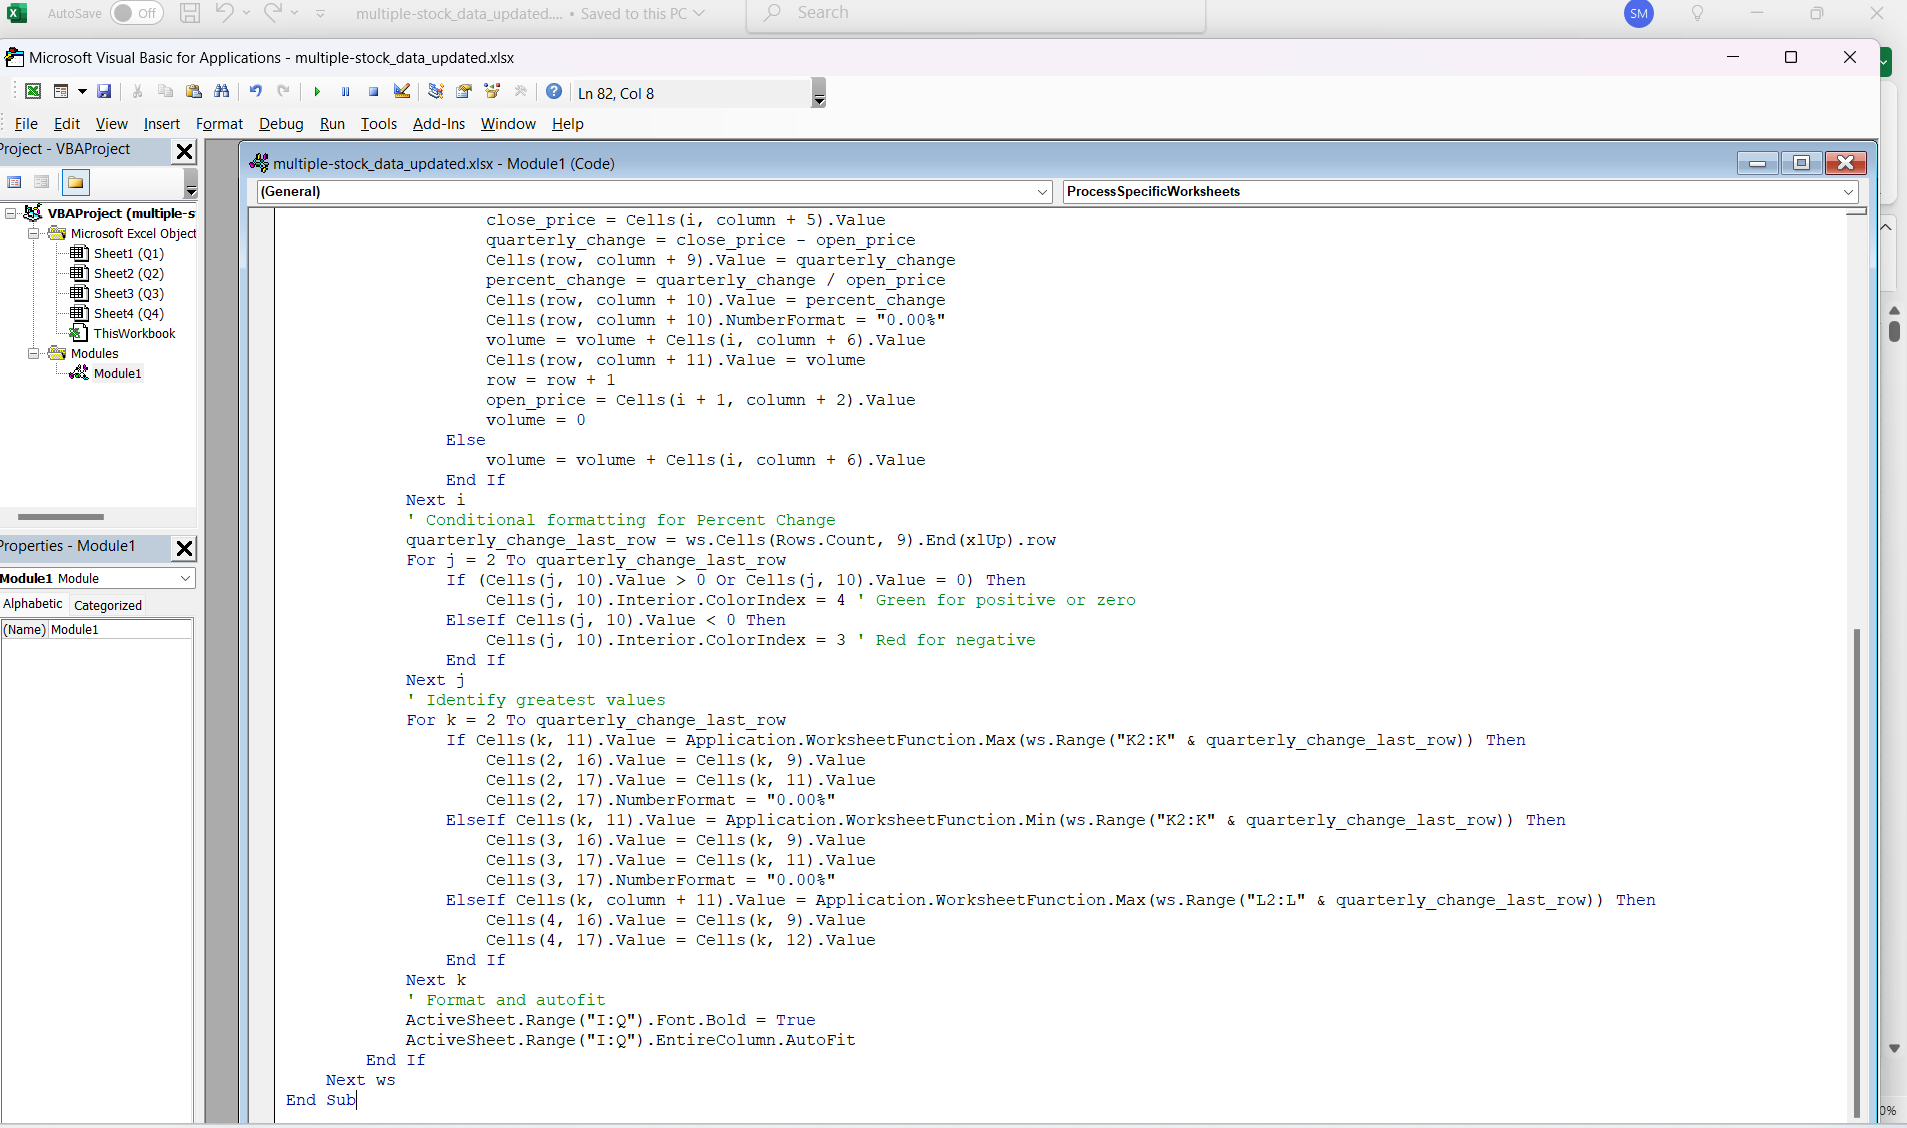 AutoSave Off multiple-stock_data_updated.... • Saved to this PC Search SM
Microsoft Visual Basic for Applications - multiple-stock_data_updated.xlsx
Ln 82, Col 8
File Edit View Insert Format Debug Run Tools Add-Ins Window Help
Project - VBAProject
VBAProject (multiple-s
Microsoft Excel Object
Sheet1 (Q1)
Sheet2 (Q2)
Sheet3 (Q3)
Sheet4 (Q4)
ThisWorkbook
Modules
Module1
Properties - Module1
Module1 Module
Alphabetic Categorized
(Name) Module1
multiple-stock_data_updated.xlsx - Module1 (Code)
(General) ProcessSpecificWorksheets
close_price = Cells(i, column + 5).Value
quarterly_change = close_price - open_price
Cells(row, column + 9).Value = quarterly_change
percent_change = quarterly_change / open_price
Cells(row, column + 10).Value = percent_change
Cells(row, column + 10).NumberFormat = "0.00%"
volume = volume + Cells(i, column + 6).Value
Cells(row, column + 11).Value = volume
row = row + 1
open_price = Cells(i + 1, column + 2).Value
volume = 0
Else
volume = volume + Cells(i, column + 6).Value
End If
Next i
' Conditional formatting for Percent Change
quarterly_change_last_row = ws.Cells(Rows.Count, 9).End(xlUp).row
For j = 2 To quarterly_change_last_row
If (Cells(j, 10).Value > 0 Or Cells(j, 10).Value = 0) Then
Cells(j, 10).Interior.ColorIndex = 4 ' Green for positive or zero
ElseIf Cells(j, 10).Value < 0 Then
Cells(j, 10).Interior.ColorIndex = 3 ' Red for negative
End If
Next j
' Identify greatest values
For k = 2 To quarterly_change_last_row
If Cells(k, 11).Value = Application.WorksheetFunction.Max(ws.Range("K2:K" & quarterly_change_last_row)) Then
Cells(2, 16).Value = Cells(k, 9).Value
Cells(2, 17).Value = Cells(k, 11).Value
Cells(2, 17).NumberFormat = "0.00%"
ElseIf Cells(k, 11).Value = Application.WorksheetFunction.Min(ws.Range("K2:K" & quarterly_change_last_row)) Then
Cells(3, 16).Value = Cells(k, 9).Value
Cells(3, 17).Value = Cells(k, 11).Value
Cells(3, 17).NumberFormat = "0.00%"
ElseIf Cells(k, column + 11).Value = Application.WorksheetFunction.Max(ws.Range("L2:L" & quarterly_change_last_row)) Then
Cells(4, 16).Value = Cells(k, 9).Value
Cells(4, 17).Value = Cells(k, 12).Value
End If
Next k
' Format and autofit
ActiveSheet.Range("I:Q").Font.Bold = True
ActiveSheet.Range("I:Q").EntireColumn.AutoFit
End If
Next ws
End Sub
0%